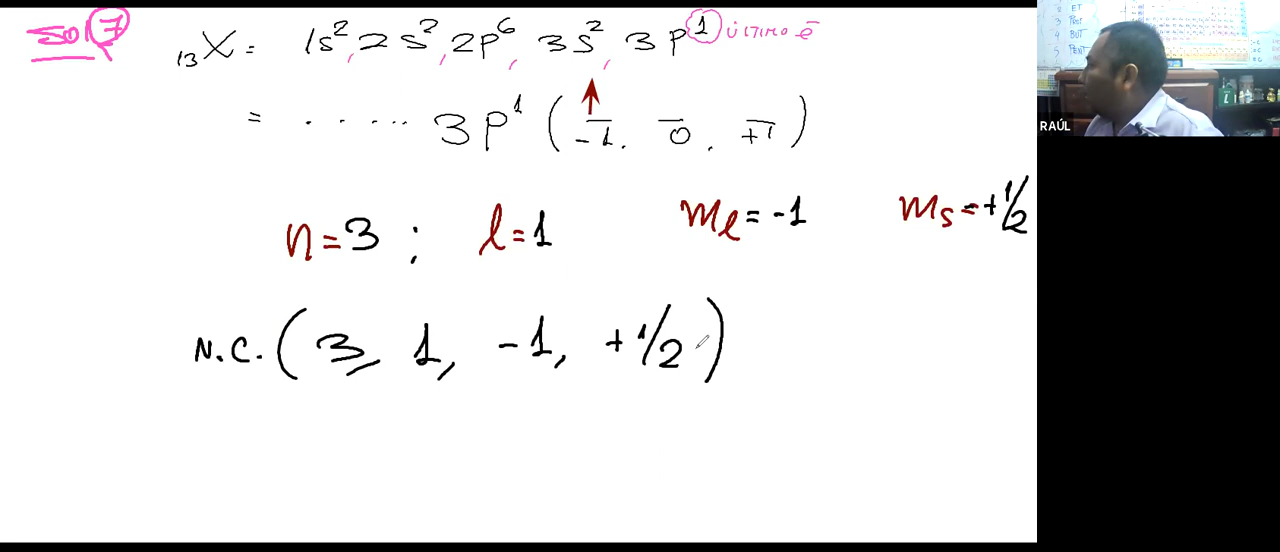 Sol 7
₁₃X = 1s², 2s², 2p⁶, 3s², 3p¹ ÚLTIMO ē
= ..... 3p¹ ( -1, 0, +1 )
n=3 ; l=1 mₗ = -1 mₛ=+1/2
N.C. ( 3, 1, -1, +1/2 )
RAÚL